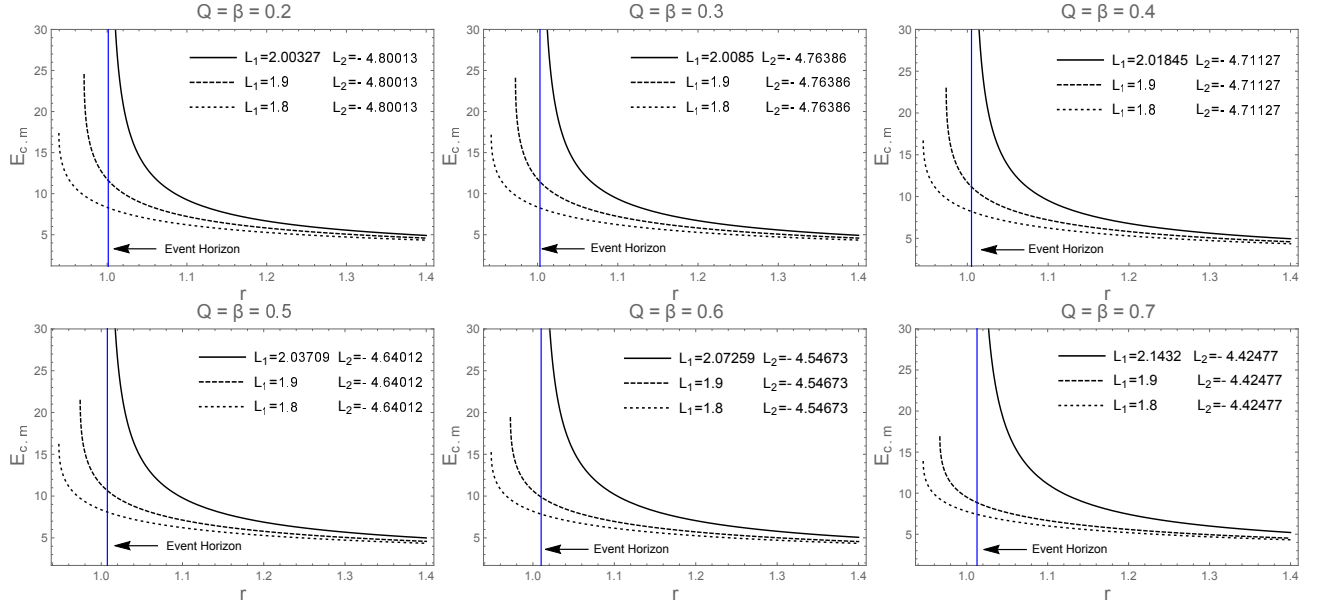 Q = β = 0.2
30
25
20
15
10
5
E c . m
L1=2.00327 L2=- 4.80013
L1=1.9 L2=- 4.80013
L1=1.8 L2=- 4.80013
Event Horizon
1.0 1.1 1.2 1.3 1.4
r
Q = β = 0.3
30
25
20
15
10
5
E c . m
L1=2.0085 L2=- 4.76386
L1=1.9 L2=- 4.76386
L1=1.8 L2=- 4.76386
Event Horizon
1.0 1.1 1.2 1.3 1.4
r
Q = β = 0.4
30
25
20
15
10
5
E c . m
L1=2.01845 L2=- 4.71127
L1=1.9 L2=- 4.71127
L1=1.8 L2=- 4.71127
Event Horizon
1.0 1.1 1.2 1.3 1.4
r
Q = β = 0.5
30
25
20
15
10
5
E c . m
L1=2.03709 L2=- 4.64012
L1=1.9 L2=- 4.64012
L1=1.8 L2=- 4.64012
Event Horizon
1.0 1.1 1.2 1.3 1.4
r
Q = β = 0.6
30
25
20
15
10
5
E c . m
L1=2.07259 L2=- 4.54673
L1=1.9 L2=- 4.54673
L1=1.8 L2=- 4.54673
Event Horizon
1.0 1.1 1.2 1.3 1.4
r
Q = β = 0.7
30
25
20
15
10
5
E c . m
L1=2.1432 L2=- 4.42477
L1=1.9 L2=- 4.42477
L1=1.8 L2=- 4.42477
Event Horizon
1.0 1.1 1.2 1.3 1.4
r